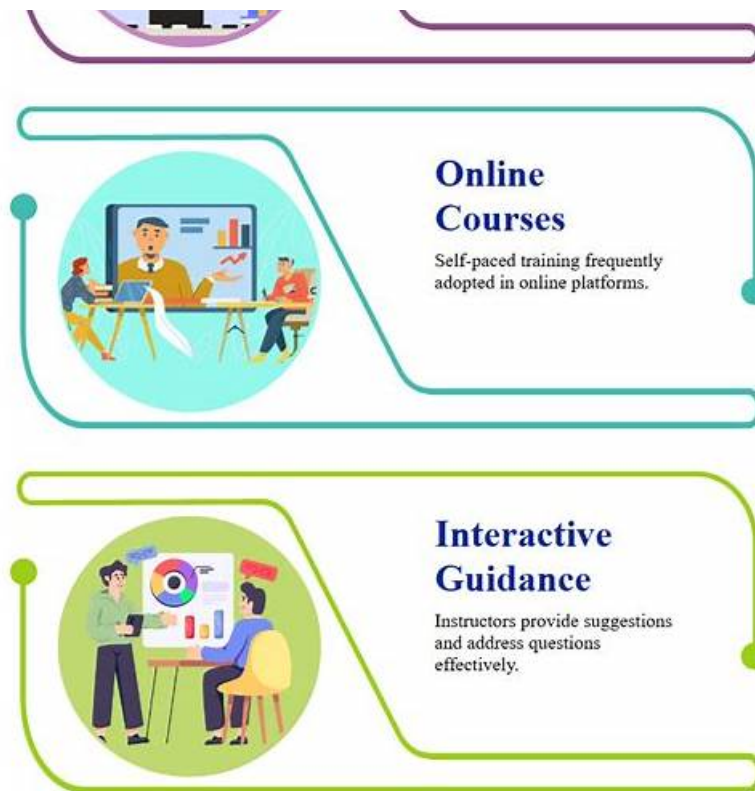 Online
Courses
Self-paced training frequently
adopted in online platforms.
Interactive
Guidance
Instructors provide suggestions
and address questions
effectively.